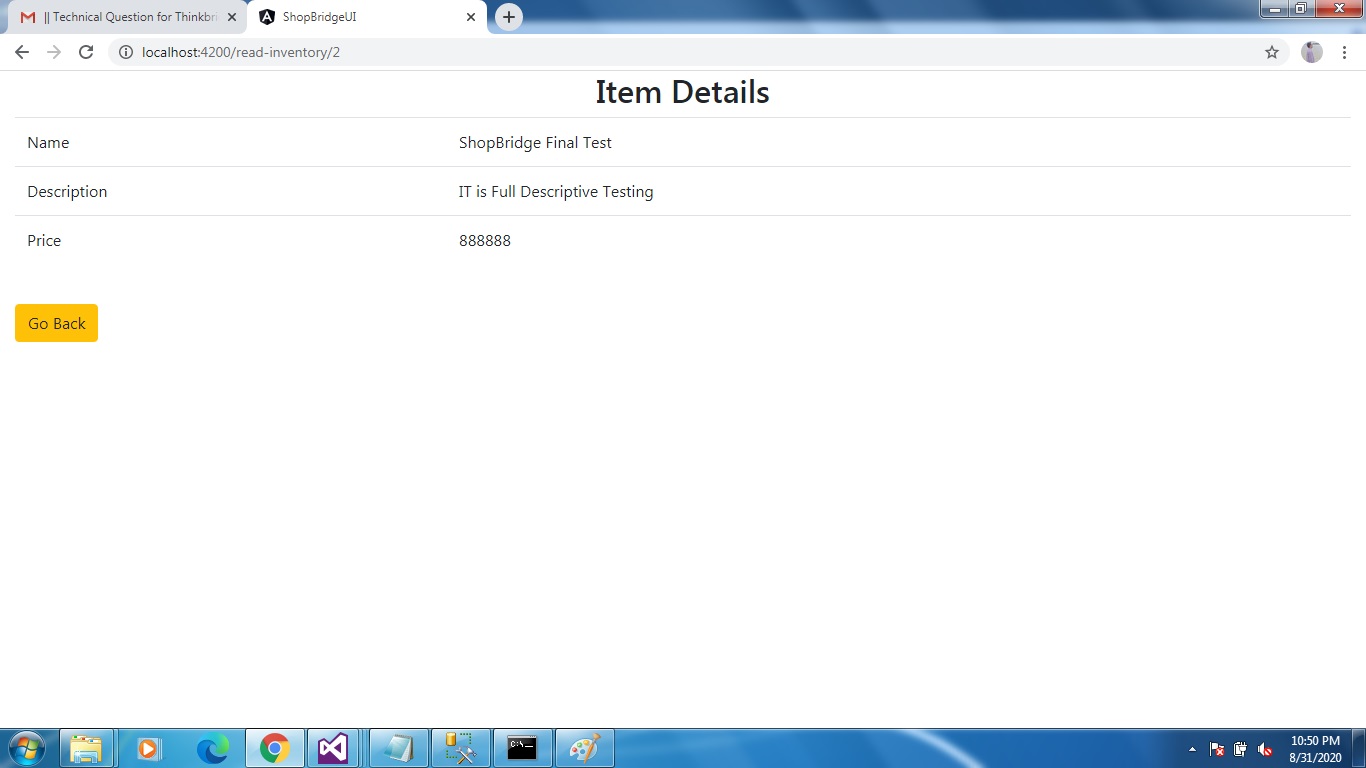 || Technical Question for Thinkbri
ShopBridgeUI
localhost:4200/read-inventory/2
Item Details
Name ShopBridge Final Test
Description IT is Full Descriptive Testing
Price 888888
Go Back
C:\
10:50 PM
8/31/2020